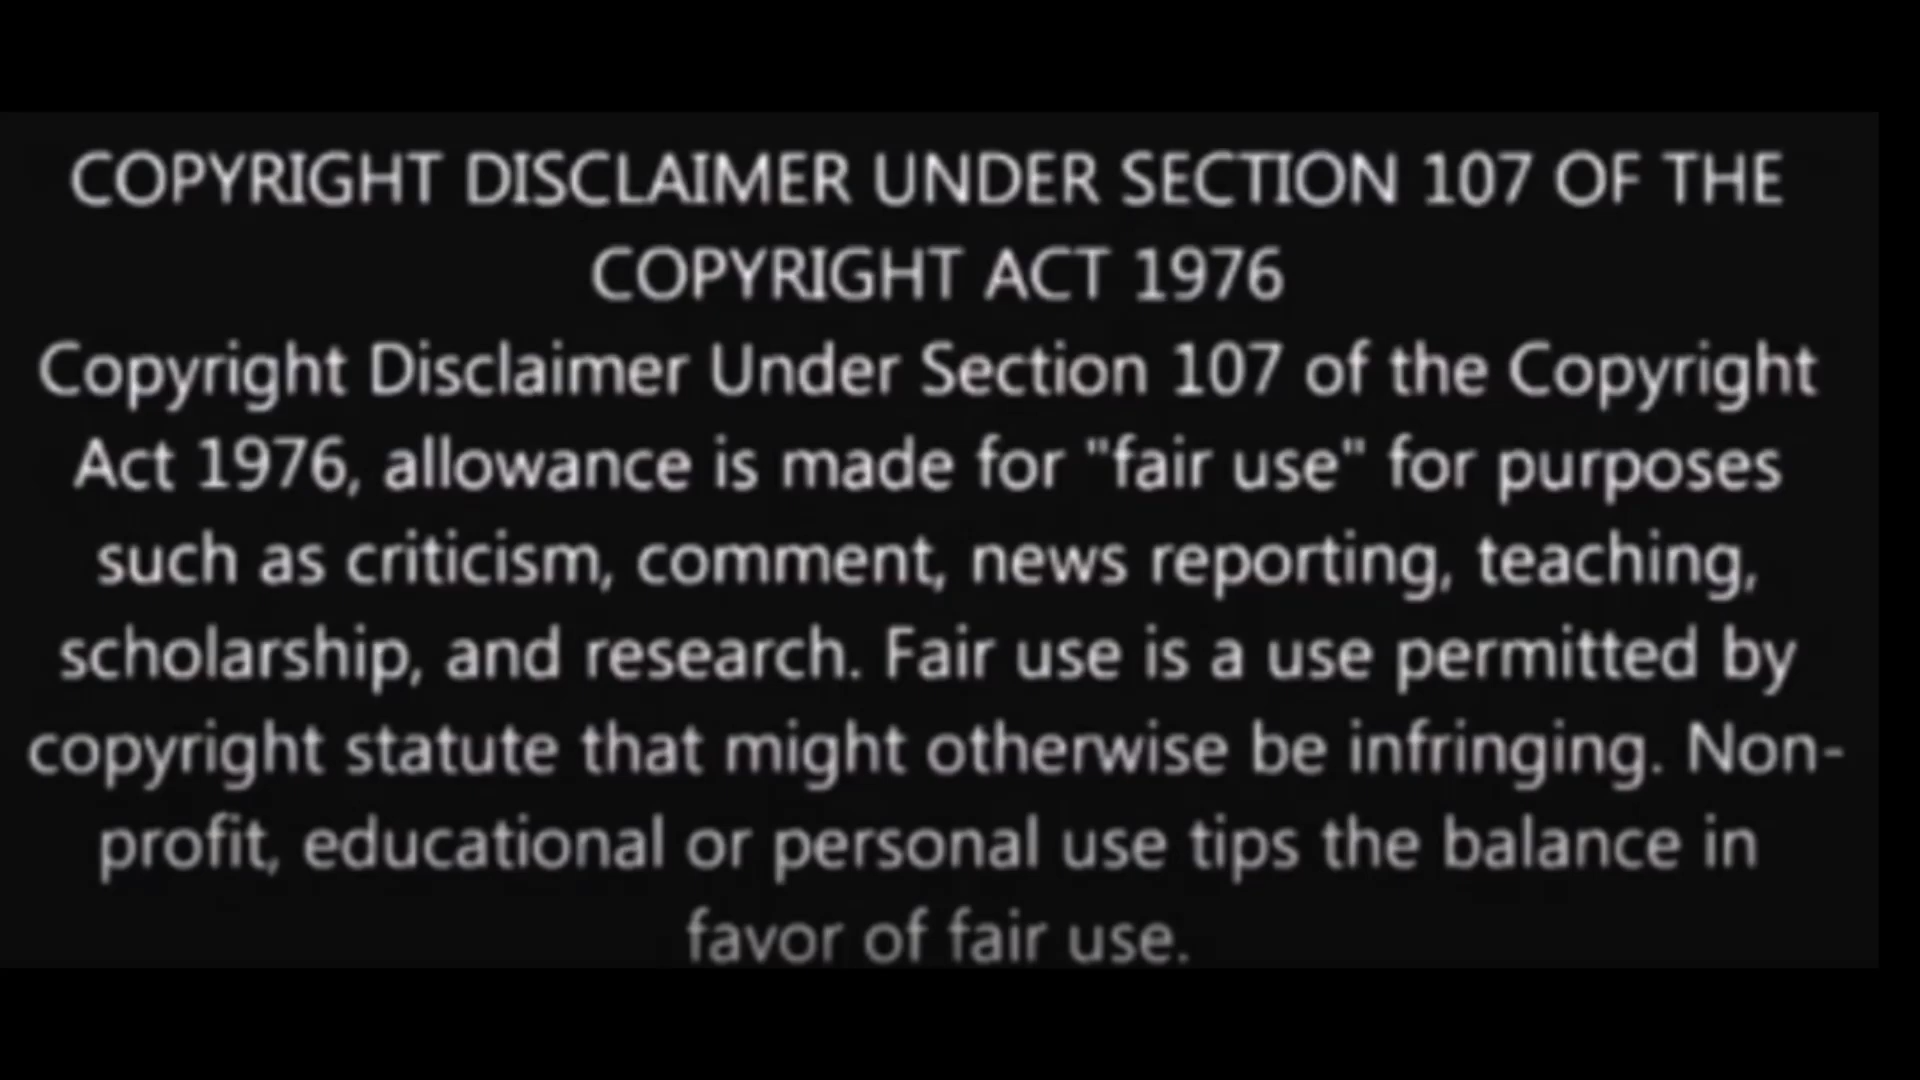 COPYRIGHT DISCLAIMER UNDER SECTION 107 OF THE
COPYRIGHT ACT 1976
Copyright Disclaimer Under Section 107 of the Copyright
Act 1976, allowance is made for "fair use" for purposes
such as criticism, comment, news reporting, teaching,
scholarship, and research. Fair use is a use permitted by
copyright statute that might otherwise be infringing. Non-
profit, educational or personal use tips the balance in
favor of fair use.